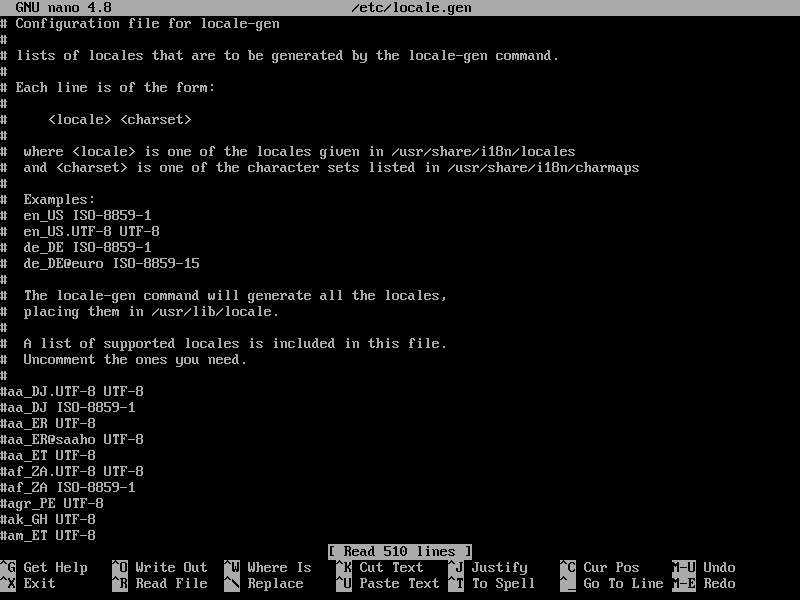 GNU nano 4.8 /etc/locale.gen
# Configuration file for locale-gen
#
# lists of locales that are to be generated by the locale-gen command.
#
# Each line is of the form:
#
#     <locale> <charset>
#
#  where <locale> is one of the locales given in /usr/share/i18n/locales
#  and <charset> is one of the character sets listed in /usr/share/i18n/charmaps
#
#  Examples:
#  en_US ISO-8859-1
#  en_US.UTF-8 UTF-8
#  de_DE ISO-8859-1
#  de_DE@euro ISO-8859-15
#
#  The locale-gen command will generate all the locales,
#  placing them in /usr/lib/locale.
#
#  A list of supported locales is included in this file.
#  Uncomment the ones you need.
#
#aa_DJ.UTF-8 UTF-8
#aa_DJ ISO-8859-1
#aa_ER UTF-8
#aa_ER@saaho UTF-8
#aa_ET UTF-8
#af_ZA.UTF-8 UTF-8
#af_ZA ISO-8859-1
#agr_PE UTF-8
#ak_GH UTF-8
#am_ET UTF-8
[ Read 510 lines ]
^G Get Help ^O Write Out ^W Where Is ^K Cut Text ^J Justify ^C Cur Pos M-U Undo
^X Exit ^R Read File ^\ Replace ^U Paste Text ^T To Spell ^_ Go To Line M-E Redo